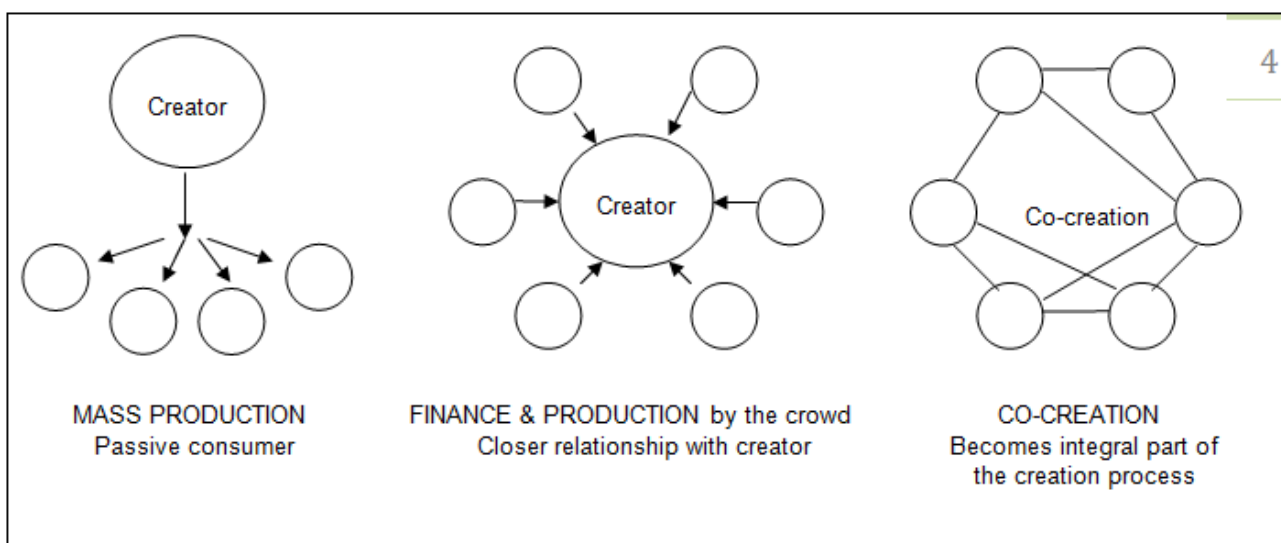 4
Creator
Creator
Co-creation
MASS PRODUCTION
Passive consumer
FINANCE & PRODUCTION by the crowd
Closer relationship with creator
CO-CREATION
Becomes integral part of
the creation process